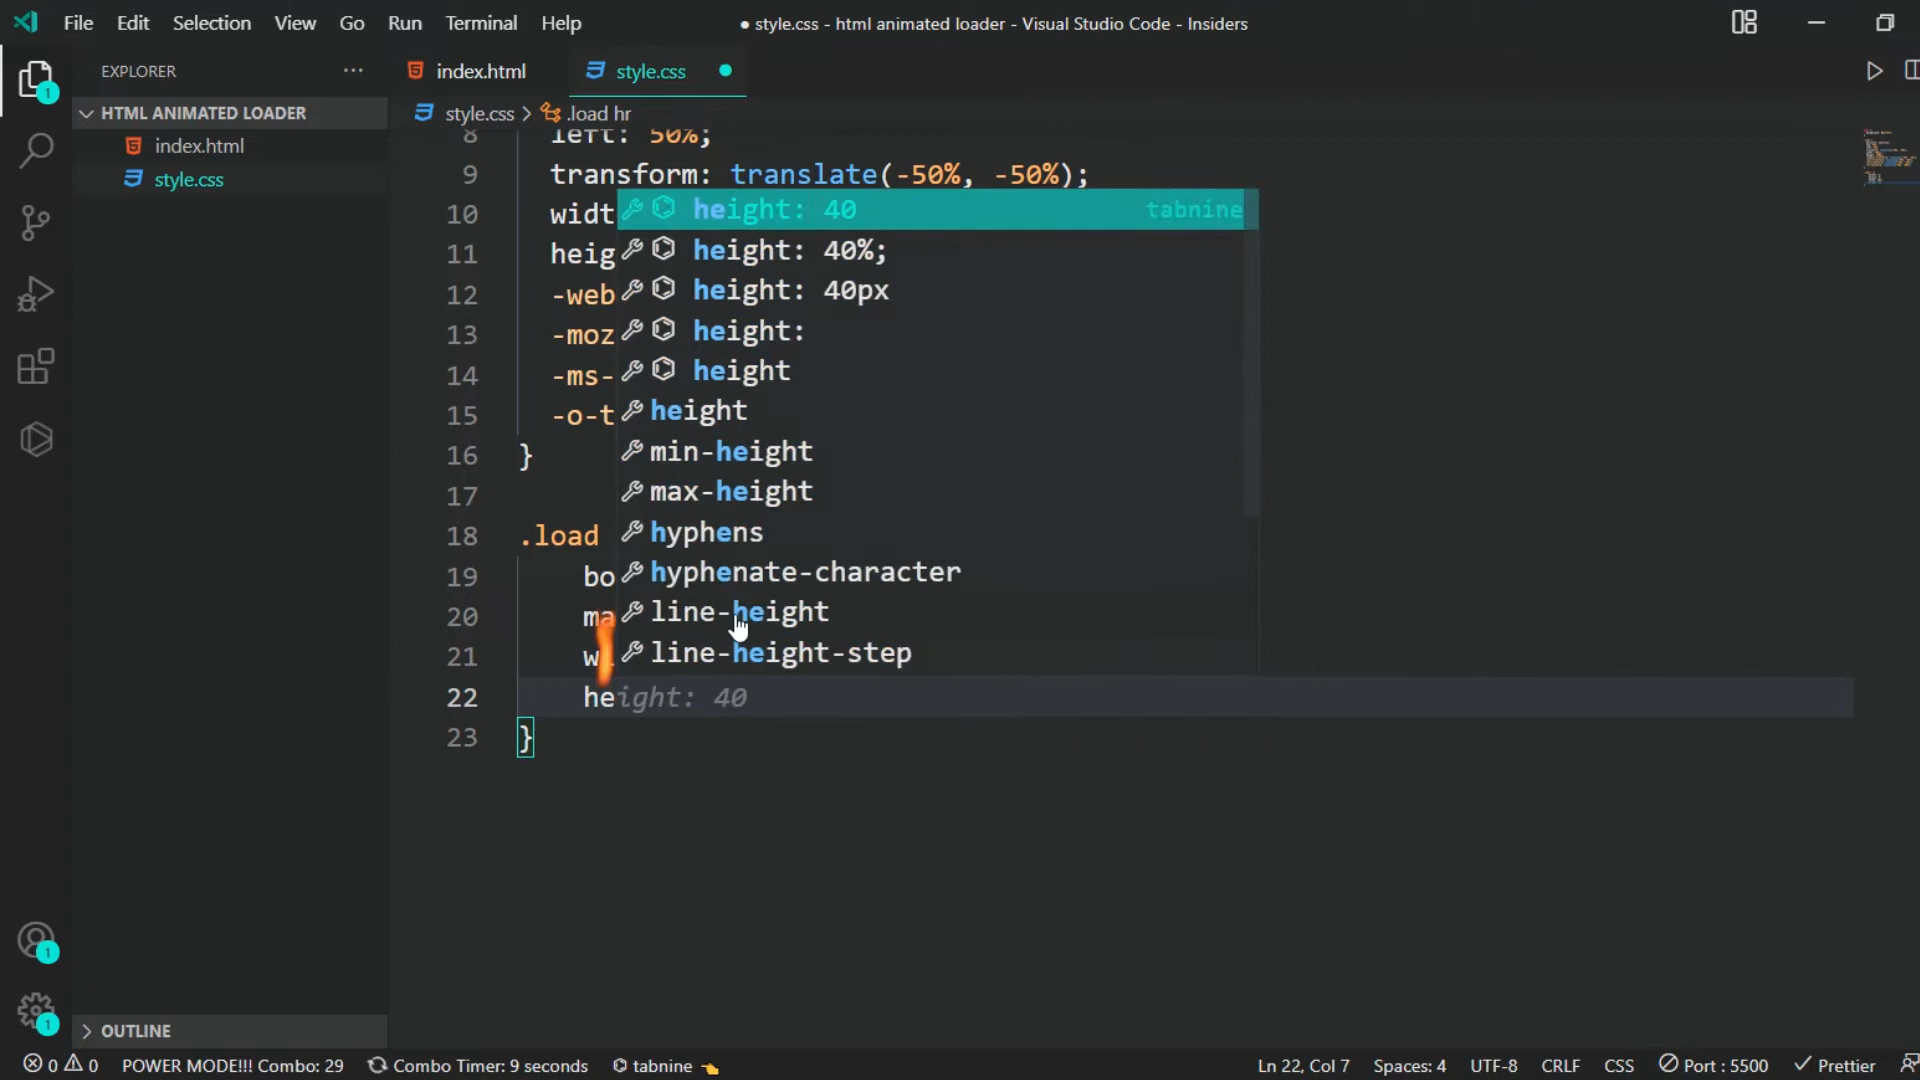 File Edit Selection View Go Run Terminal Help
● style.css - html animated loader - Visual Studio Code - Insiders
EXPLORER ···
index.html
style.css
1
HTML ANIMATED LOADER
index.html
style.css
style.css > .load hr
8 left: 50%;
9 transform: translate(-50%, -50%);
10 widt
11 heig
12 -web
13 -moz
14 -ms-
15 -o-t
16 }
17
18 .load
19 bo
20 ma
21 w
22 height: 40
23 }
height: 40 tabnine
height: 40%;
height: 40px
height:
height
height
min-height
max-height
hyphens
hyphenate-character
line-height
line-height-step
1
1
OUTLINE
0 0 POWER MODE!!! Combo: 29 Combo Timer: 9 seconds tabnine
Ln 22, Col 7 Spaces: 4 UTF-8 CRLF CSS Port : 5500 Prettier